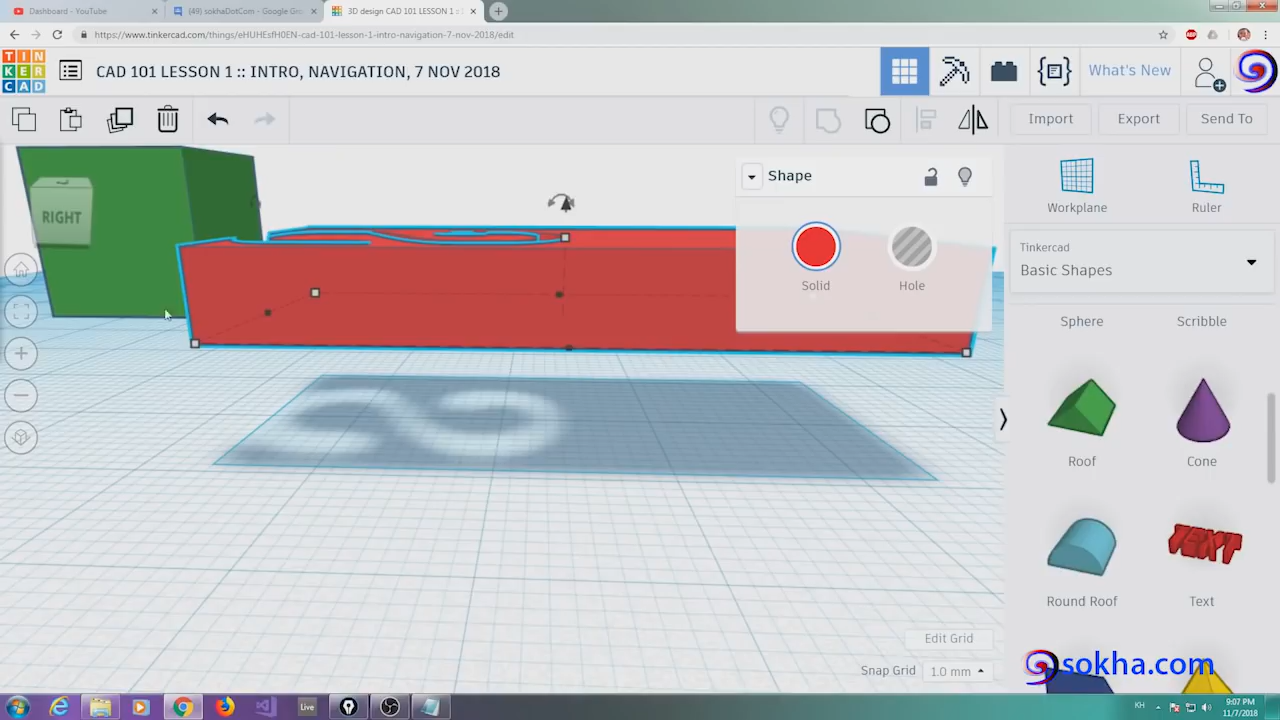 Dashboard - YouTube
(49) sokhaDotCom - Google Gro
3D design CAD 101 LESSON 1 :
https://www.tinkercad.com/things/eHUHEsfH0EN-cad-101-lesson-1-intro-navigation-7-nov-2018/edit
TIN
KER
CAD
CAD 101 LESSON 1 :: INTRO, NAVIGATION, 7 NOV 2018
What's New
Import
Export
Send To
Shape
Solid
Hole
RIGHT
Workplane
Ruler
Tinkercad
Basic Shapes
Sphere
Scribble
Roof
Cone
Round Roof
TEXT
Text
Edit Grid
Snap Grid
1.0 mm
sokha.com
Live
KH
9:07 PM
11/7/2018